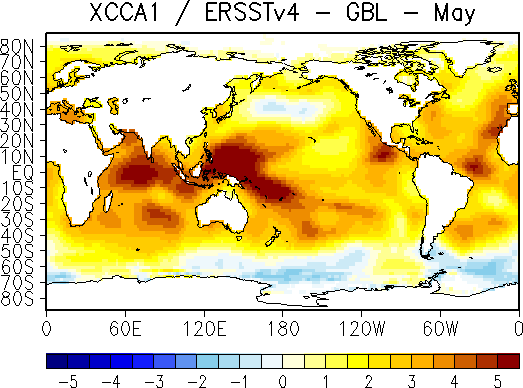 XCCA1 / ERSSTv4 – GBL – May
80N
70N
60N
50N
40N
30N
20N
10N
EQ
10S
20S
30S
40S
50S
60S
70S
80S
0 60E 120E 180 120W 60W 0
-5 -4 -3 -2 -1 0 1 2 3 4 5